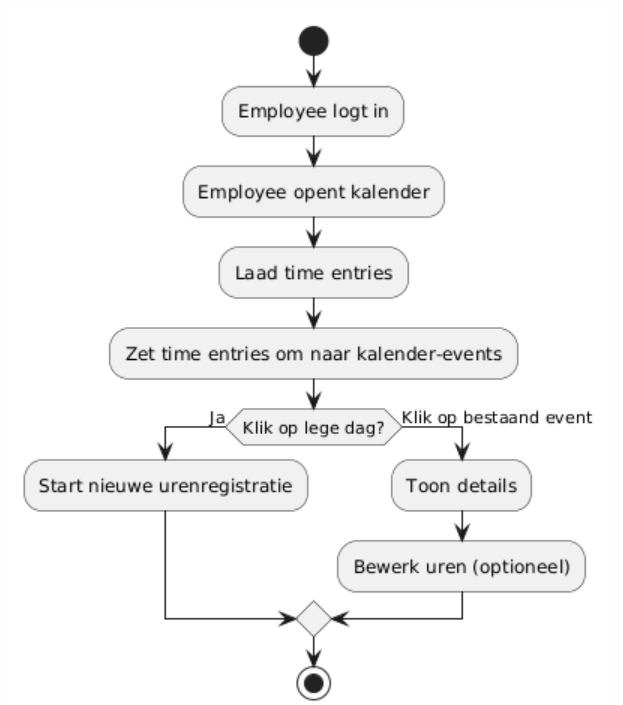 Employee logt in
Employee opent kalender
Laad time entries
Zet time entries om naar kalender-events
Ja
Klik op lege dag?
Klik op bestaand event
Start nieuwe urenregistratie
Toon details
Bewerk uren (optioneel)